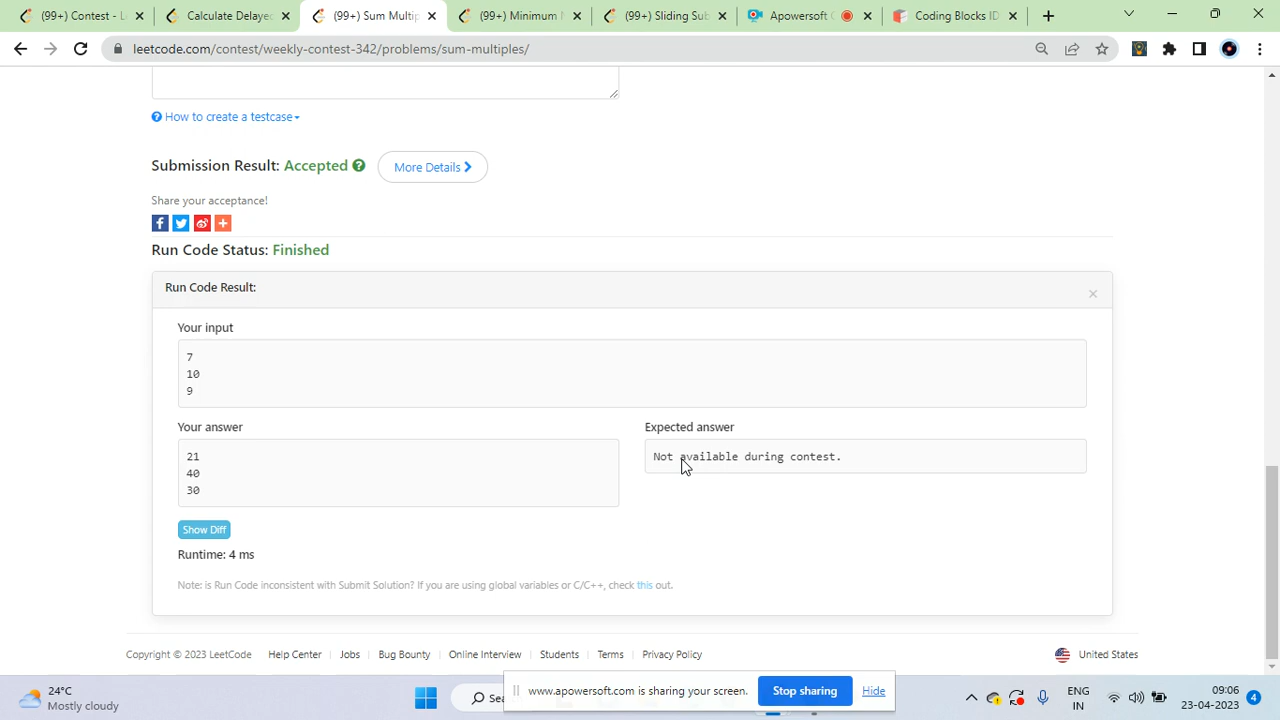 (99+) Contest - L
Calculate Delayed
(99+) Sum Multip
(99+) Minimum
(99+) Sliding Sub
Apowersoft
Coding Blocks ID
leetcode.com/contest/weekly-contest-342/problems/sum-multiples/
How to create a testcase
Submission Result: Accepted
More Details
Share your acceptance!
Run Code Status: Finished
Run Code Result:
×
Your input
7
10
9
Your answer
Expected answer
21
40
30
Not available during contest.
Show Diff
Runtime: 4 ms
Note: is Run Code inconsistent with Submit Solution? If you are using global variables or C/C++, check this out.
Copyright © 2023 LeetCode Help Center Jobs Bug Bounty Online Interview Students Terms Privacy Policy United States
www.apowersoft.com is sharing your screen. Stop sharing Hide
24°C
Mostly cloudy
ENG
IN
09:06
23-04-2023
4